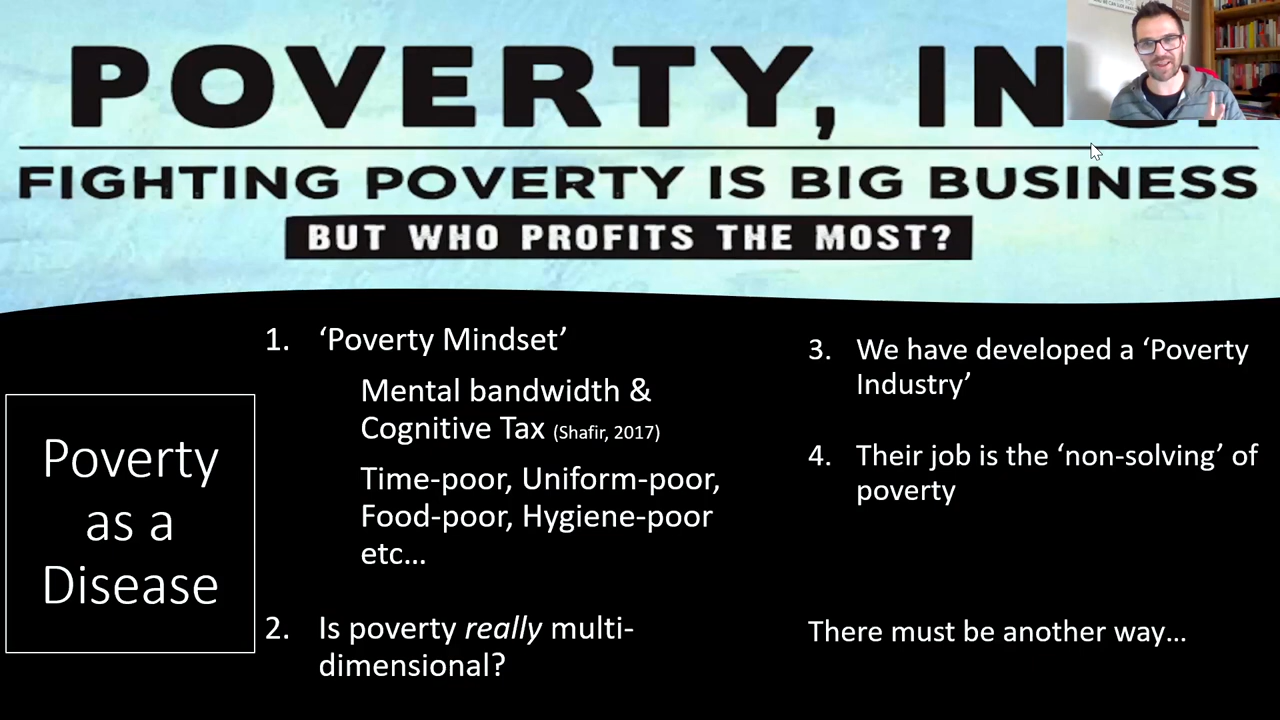 POVERTY, IN
FIGHTING POVERTY IS BIG BUSINESS
BUT WHO PROFITS THE MOST?
Poverty
as a
Disease
1. ‘Poverty Mindset’
Mental bandwidth &
Cognitive Tax (Shafir, 2017)
Time-poor, Uniform-poor,
Food-poor, Hygiene-poor
etc…
2. Is poverty really multi-
dimensional?
3. We have developed a ‘Poverty
Industry’
4. Their job is the ‘non-solving’ of
poverty
There must be another way…